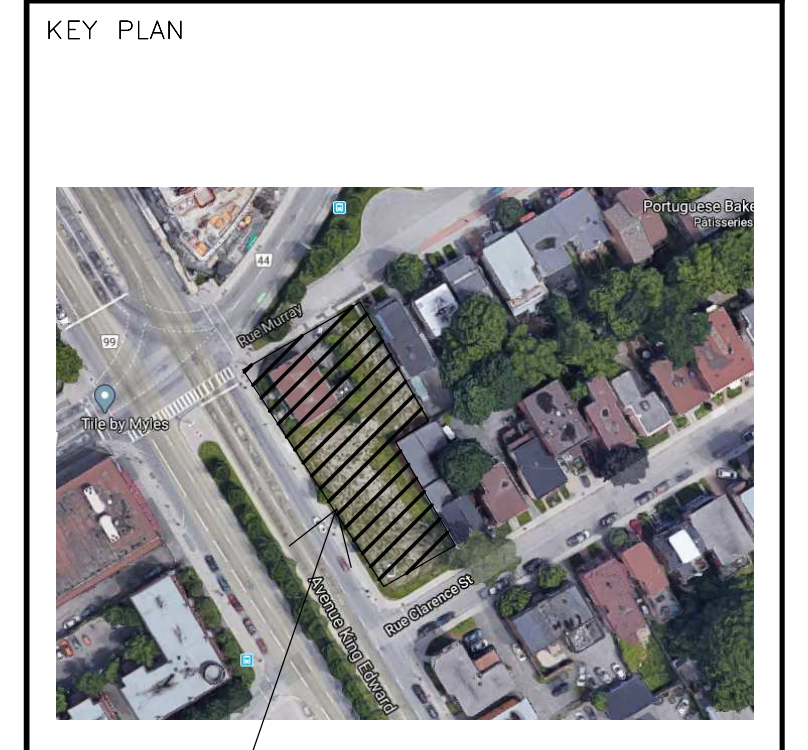 KEY PLAN
Portuguese Bake
Pâtisseries
44
Rue Murray
99
Tile by Myles
Avenue King Edward
Rue Clarence St